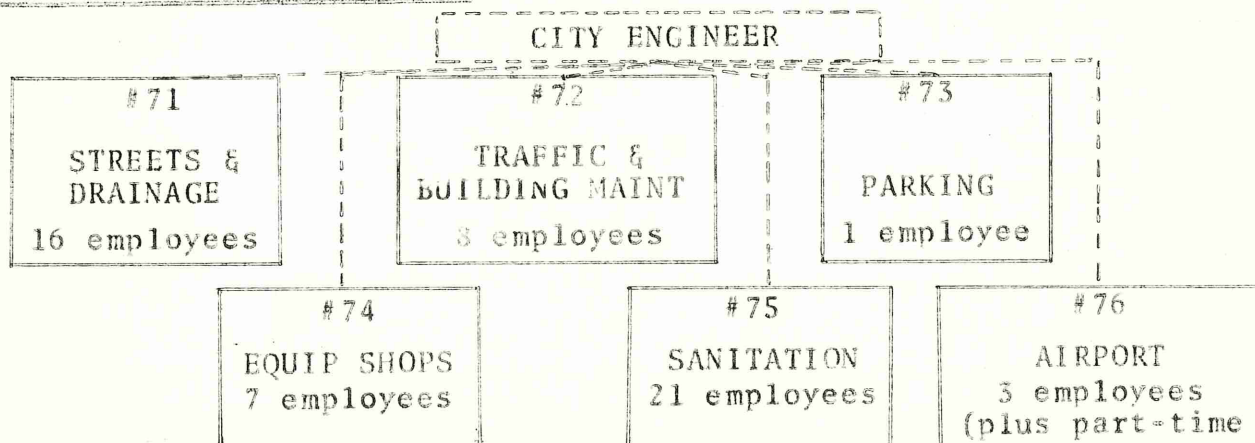 CITY ENGINEER
#71
STREETS &
DRAINAGE
16 employees
#72
TRAFFIC &
BUILDING MAINT
8 employees
#73
PARKING
1 employee
#74
EQUIP SHOPS
7 employees
#75
SANITATION
21 employees
#76
AIRPORT
3 employees
(plus part-time